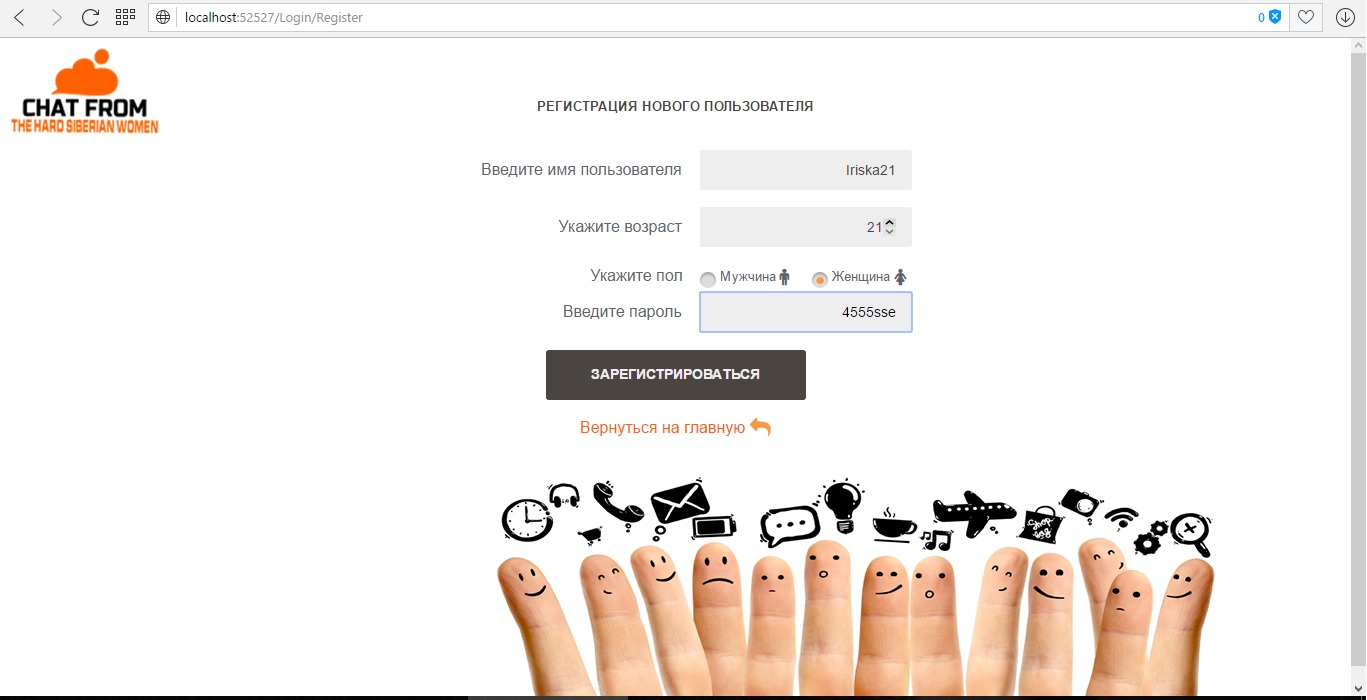 localhost:52527/Login/Register
0
CHAT FROM
THE HARD SIBERIAN WOMEN
РЕГИСТРАЦИЯ НОВОГО ПОЛЬЗОВАТЕЛЯ
Введите имя пользователя Iriska21
Укажите возраст 21
Укажите пол Мужчина Женщина
Введите пароль 4555sse
ЗАРЕГИСТРИРОВАТЬСЯ
Вернуться на главную
Shop
bag